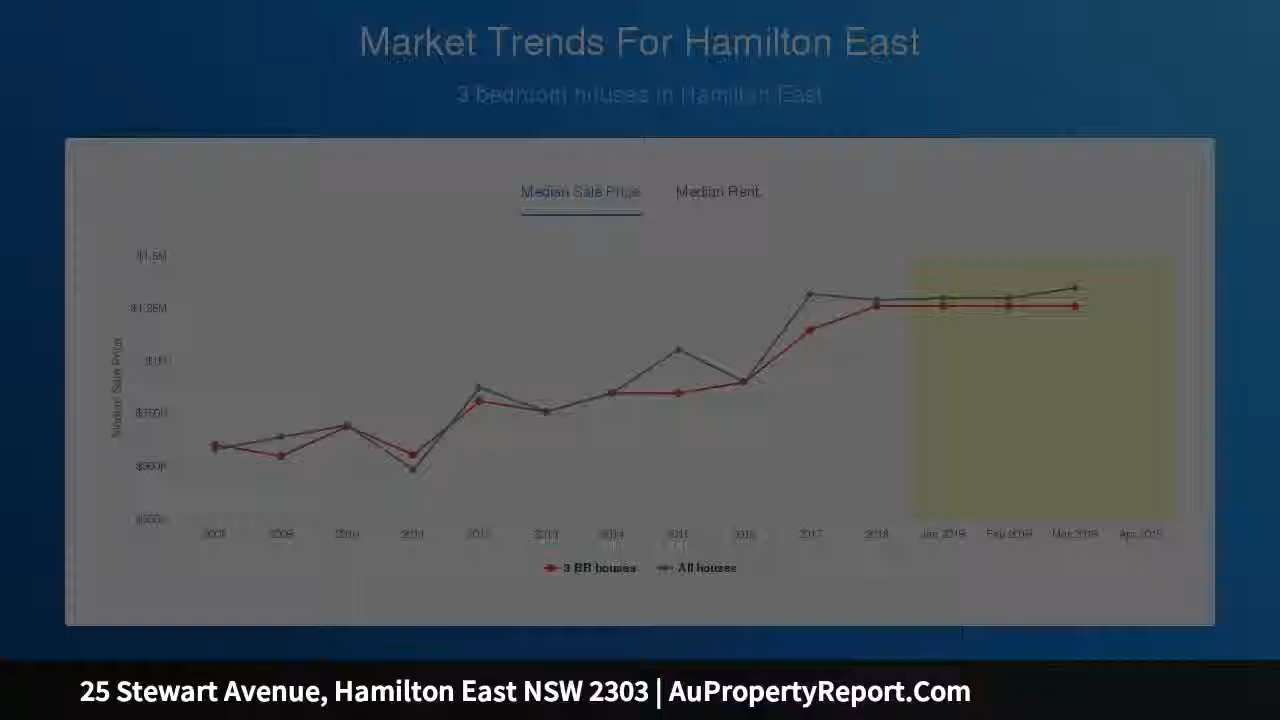 Market Trends For Hamilton East
3 bedroom houses in Hamilton East
Median Sale Price Median Rent
$1.5M
$1.25M
$1M
Median Sale Price
$750K
$500K
2008 2009 2010 2011 2012 2013 2014 2015 2016 2017 2018 Jan 2019 Feb 2019 Mar 2019 Apr 2019
3 BR houses All houses
25 Stewart Avenue, Hamilton East NSW 2303 | AuPropertyReport.Com